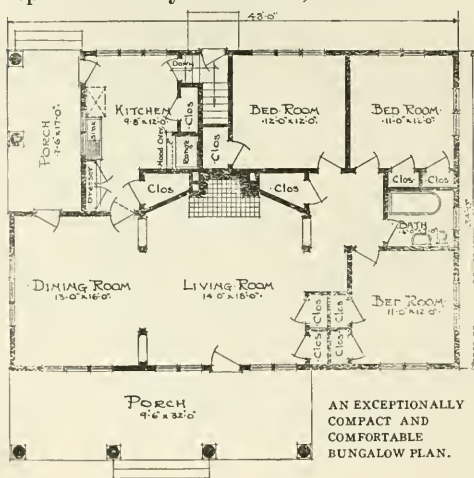 48'-0"
PORCH
7'-6"x17'-0"
KITCHEN
9'-8"x12'-0"
DOWN
Clos
Clos
Hood Over
Range
SINK
DRESSER
BED ROOM
12'-0"x12'-0"
BED ROOM
11'-0"x12'-0"
Clos
Clos
Clos
Clos
BATH
DINING ROOM
13'-0"x16'-0"
LIVING ROOM
14'-0"x18'-0"
Clos
Clos
Clos
Clos
BED ROOM
11'-0"x12'-0"
PORCH
9'-6"x32'-0"
AN EXCEPTIONALLY
COMPACT AND
COMFORTABLE
BUNGALOW PLAN.